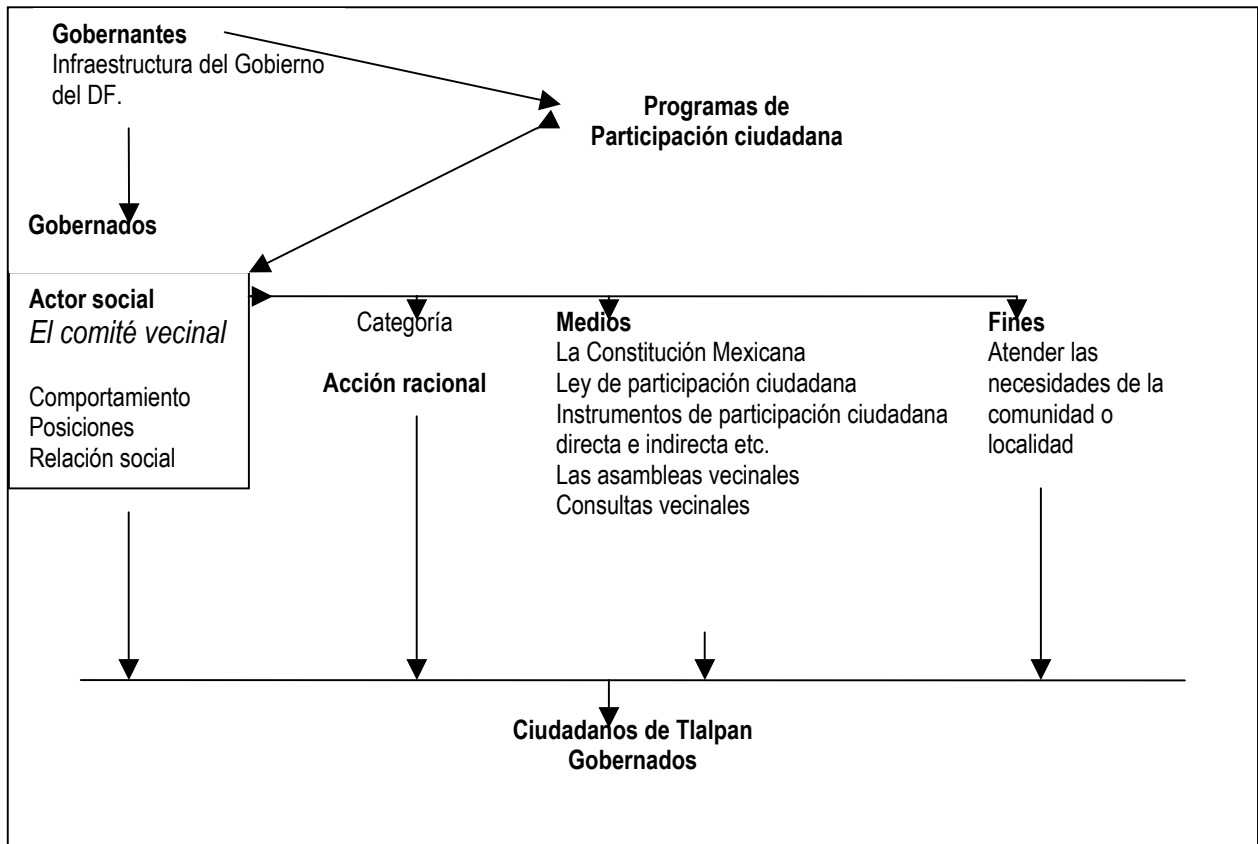 Gobernantes
Infraestructura del Gobierno
del DF.
Programas de
Participación ciudadana
Gobernados
Actor social
El comité vecinal
Comportamiento
Posiciones
Relación social
Categoría
Acción racional
Medios
La Constitución Mexicana
Ley de participación ciudadana
Instrumentos de participación ciudadana
directa e indirecta etc.
Las asambleas vecinales
Consultas vecinales
Fines
Atender las
necesidades de la
comunidad o
localidad
Ciudadanos de Tlalpan
Gobernados